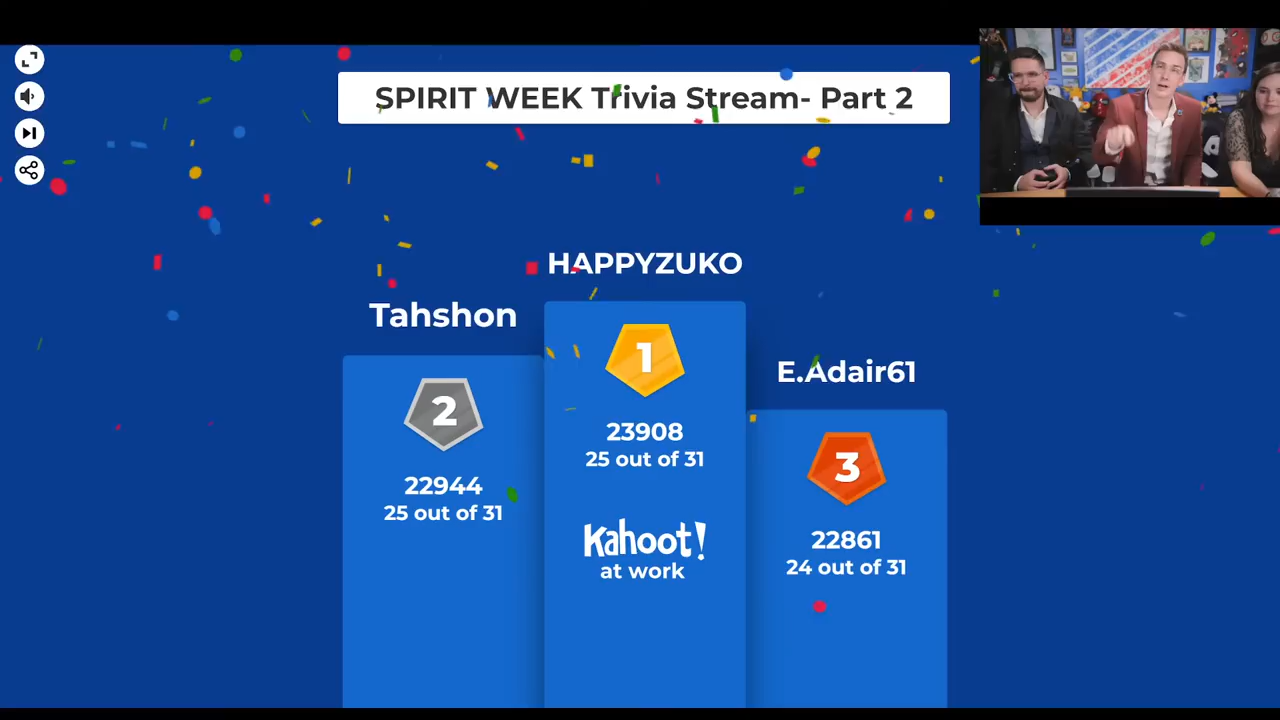 SPIRIT WEEK Trivia Stream- Part 2
HAPPYZUKO
Tahshon
E.Adair61
1
23908
25 out of 31
Kahoot!
at work
2
22944
25 out of 31
3
22861
24 out of 31